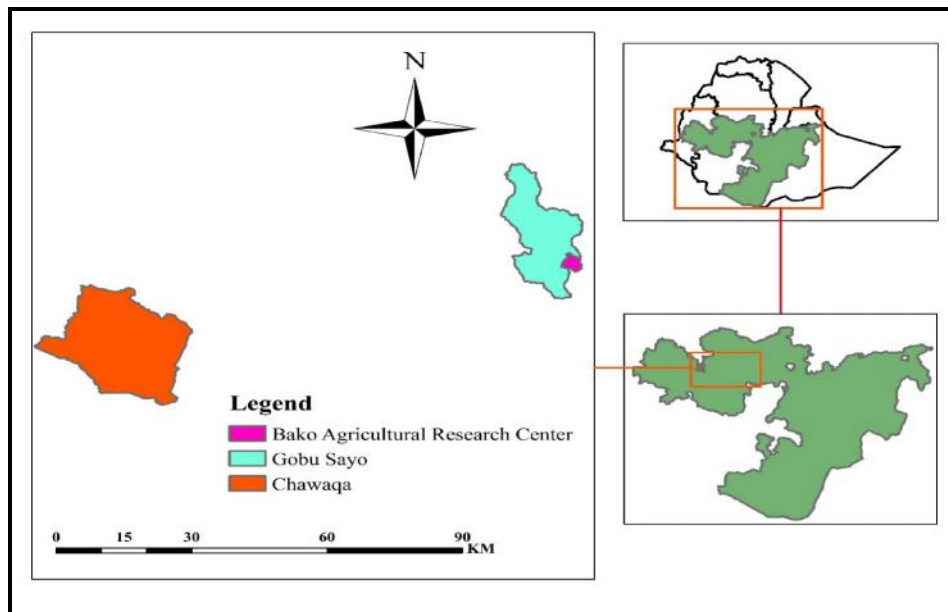 N
Legend
Bako Agricultural Research Center
Gobu Sayo
Chawaqa
0 15 30 60 90
KM